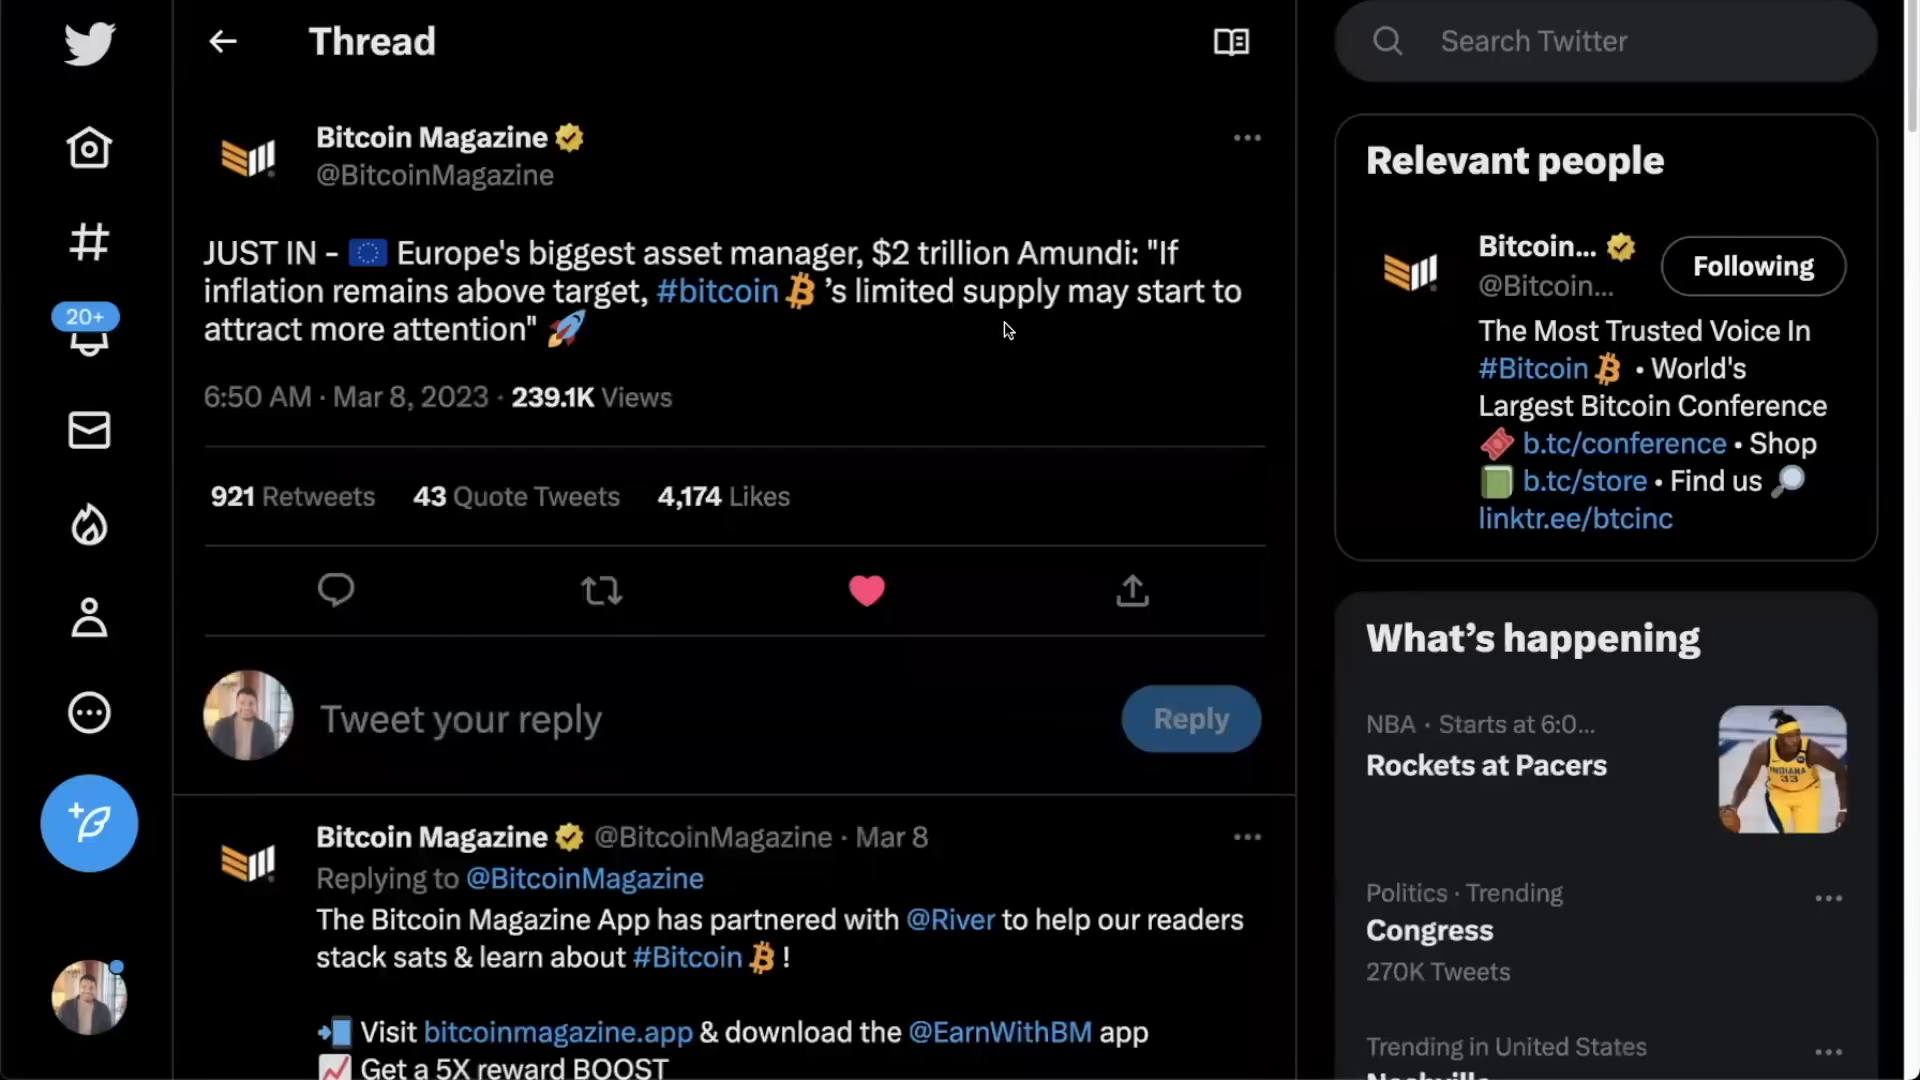 Thread
Search Twitter
Bitcoin Magazine
@BitcoinMagazine
JUST IN - 🇪🇺 Europe's biggest asset manager, $2 trillion Amundi: "If
inflation remains above target, #bitcoin 's limited supply may start to
attract more attention" 🚀
6:50 AM · Mar 8, 2023 · 239.1K Views
921 Retweets 43 Quote Tweets 4,174 Likes
Tweet your reply
Reply
Bitcoin Magazine @BitcoinMagazine · Mar 8
Replying to @BitcoinMagazine
The Bitcoin Magazine App has partnered with @River to help our readers
stack sats & learn about #Bitcoin !
📲 Visit bitcoinmagazine.app & download the @EarnWithBM app
📈 Get a 5X reward BOOST
20+
Relevant people
Bitcoin...
@Bitcoin...
Following
The Most Trusted Voice In
#Bitcoin • World's
Largest Bitcoin Conference
🎟 b.tc/conference • Shop
📗 b.tc/store • Find us 🔎
linktr.ee/btcinc
What's happening
NBA · Starts at 6:0...
Rockets at Pacers
INDIANA
33
Politics · Trending
Congress
270K Tweets
Trending in United States
Nashville